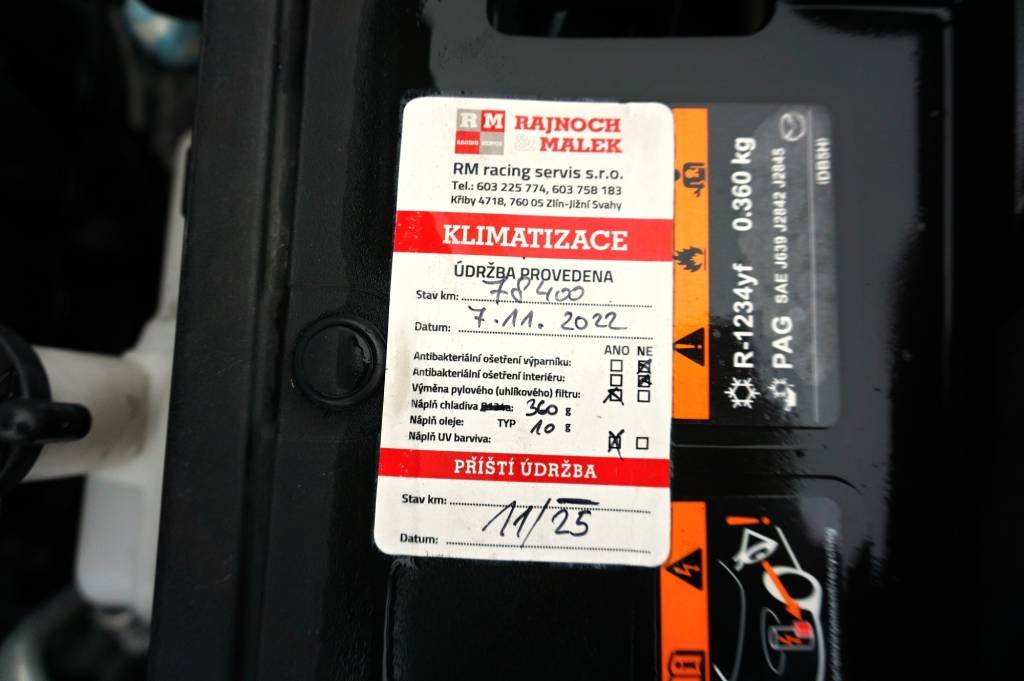 RM
RACING SERVIS
RAJNOCH
& MALEK
RM racing servis s.r.o.
Tel.: 603 225 774, 603 758 183
Křiby 4718, 760 05 Zlín-Jižní Svahy
KLIMATIZACE
ÚDRŽBA PROVEDENA
Stav km: 78400
Datum: 7.11. 2022
ANO NE
Antibakteriální ošetření výparníku:
Antibakteriální ošetření interiéru:
Výměna pylového (uhlíkového) filtru:
Náplň chladiva R134a: 360 g
Náplň oleje: TYP 10 g
Náplň UV barviva:
PŘÍŠTÍ ÚDRŽBA
Stav km: —
Datum: 11/25
R-1234yf 0.360 kg
PAG SAE J639 J2842 J2845
(DB5N)